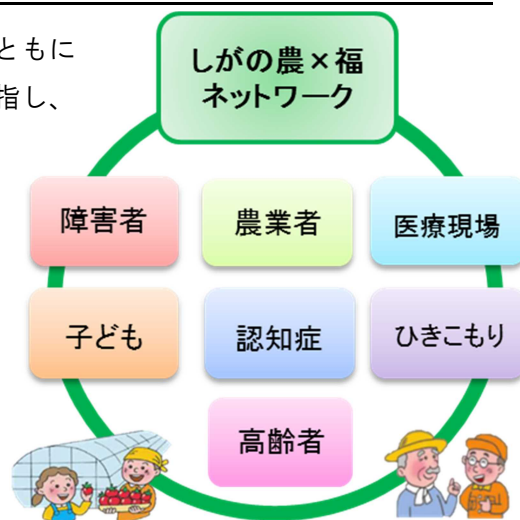 ともに
指し、
しがの農×福
ネットワーク
障害者
農業者
医療現場
子ども
認知症
ひきこもり
高齢者